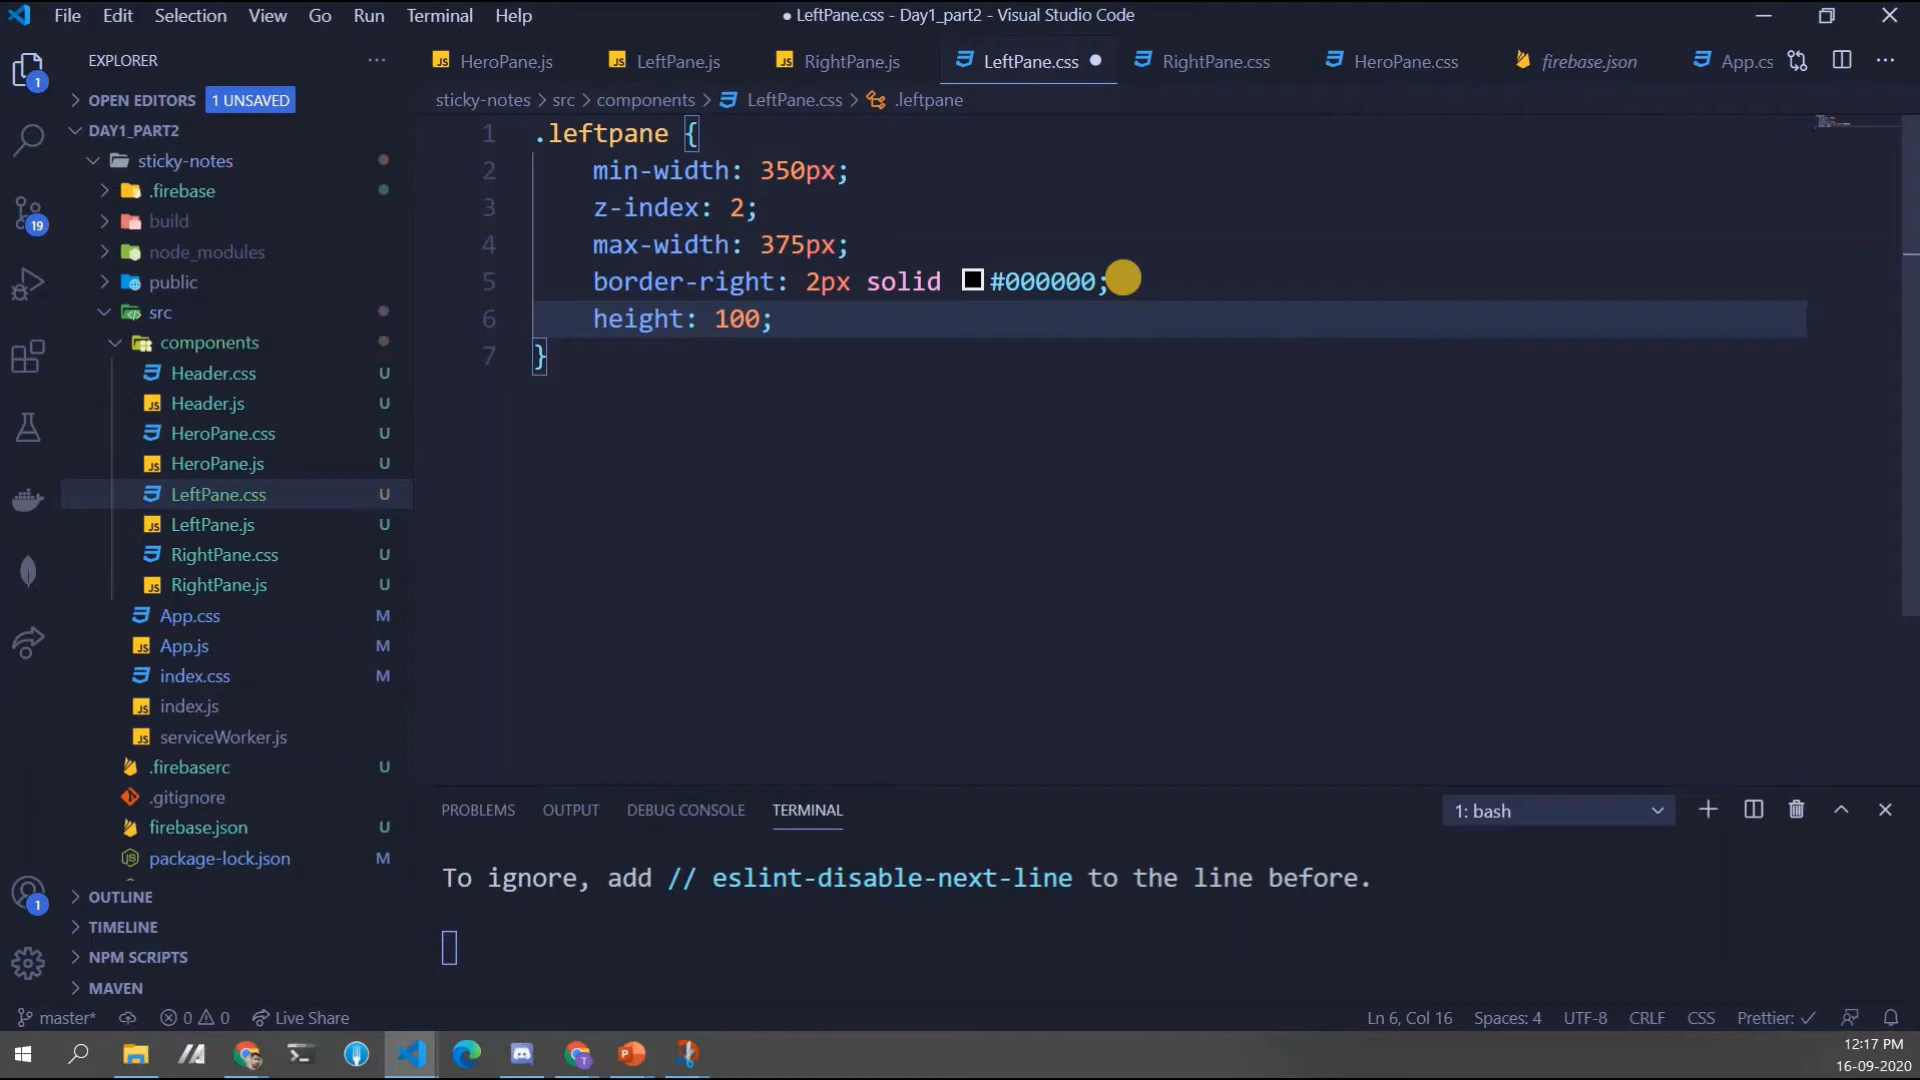 File Edit Selection View Go Run Terminal Help
● LeftPane.css - Day1_part2 - Visual Studio Code
EXPLORER
HeroPane.js
LeftPane.js
RightPane.js
LeftPane.css
RightPane.css
HeroPane.css
firebase.json
App.cs
1
OPEN EDITORS 1 UNSAVED
sticky-notes > src > components > LeftPane.css > .leftpane
DAY1_PART2
sticky-notes
.firebase
build
node_modules
public
src
components
Header.css U
Header.js U
HeroPane.css U
HeroPane.js U
LeftPane.css U
LeftPane.js U
RightPane.css U
RightPane.js U
App.css M
App.js M
index.css M
index.js
serviceWorker.js
.firebaserc U
.gitignore
firebase.json U
package-lock.json M
OUTLINE
TIMELINE
NPM SCRIPTS
MAVEN
19
1
1 .leftpane {
2 min-width: 350px;
3 z-index: 2;
4 max-width: 375px;
5 border-right: 2px solid #000000;
6 height: 100;
7 }
PROBLEMS OUTPUT DEBUG CONSOLE TERMINAL
1: bash
To ignore, add // eslint-disable-next-line to the line before.
master* 0 0 Live Share
Ln 6, Col 16 Spaces: 4 UTF-8 CRLF CSS Prettier: ✓
12:17 PM
16-09-2020